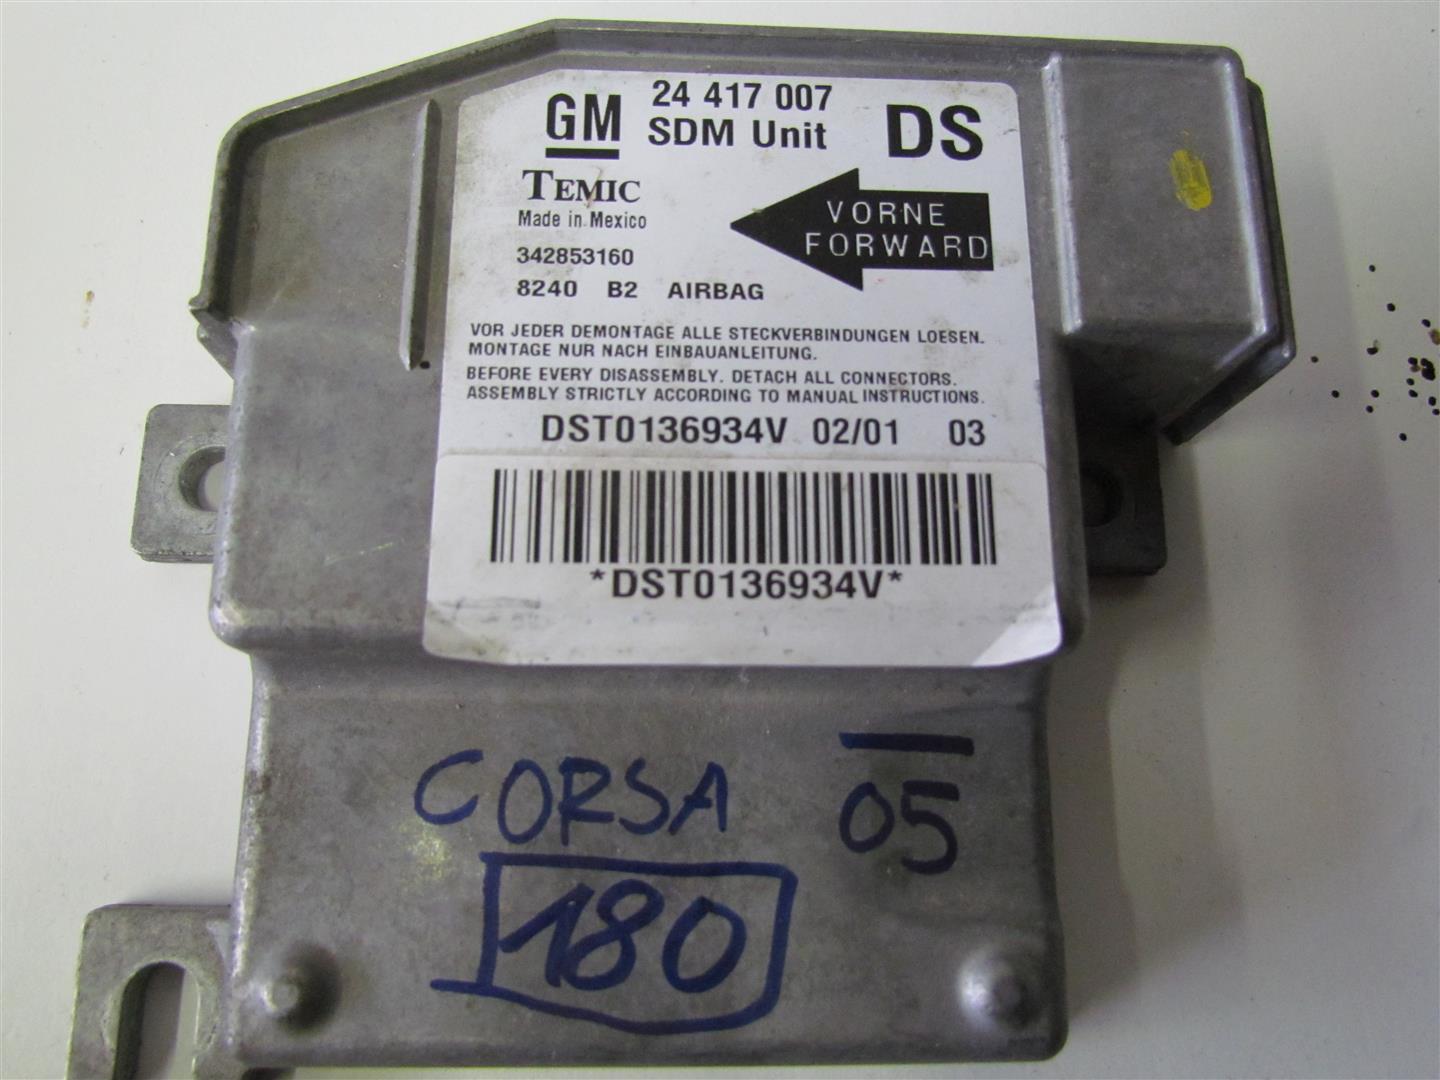 GM 24 417 007 DS
SDM Unit
TEMIC
Made in Mexico
VORNE
FORWARD
342853160
8240 B2 AIRBAG
VOR JEDER DEMONTAGE ALLE STECKVERBINDUNGEN LOESEN.
MONTAGE NUR NACH EINBAUANLEITUNG.
BEFORE EVERY DISASSEMBLY. DETACH ALL CONNECTORS.
ASSEMBLY STRICTLY ACCORDING TO MANUAL INSTRUCTIONS.
DST0136934V 02/01 03
*DST0136934V*
CORSA 05
180